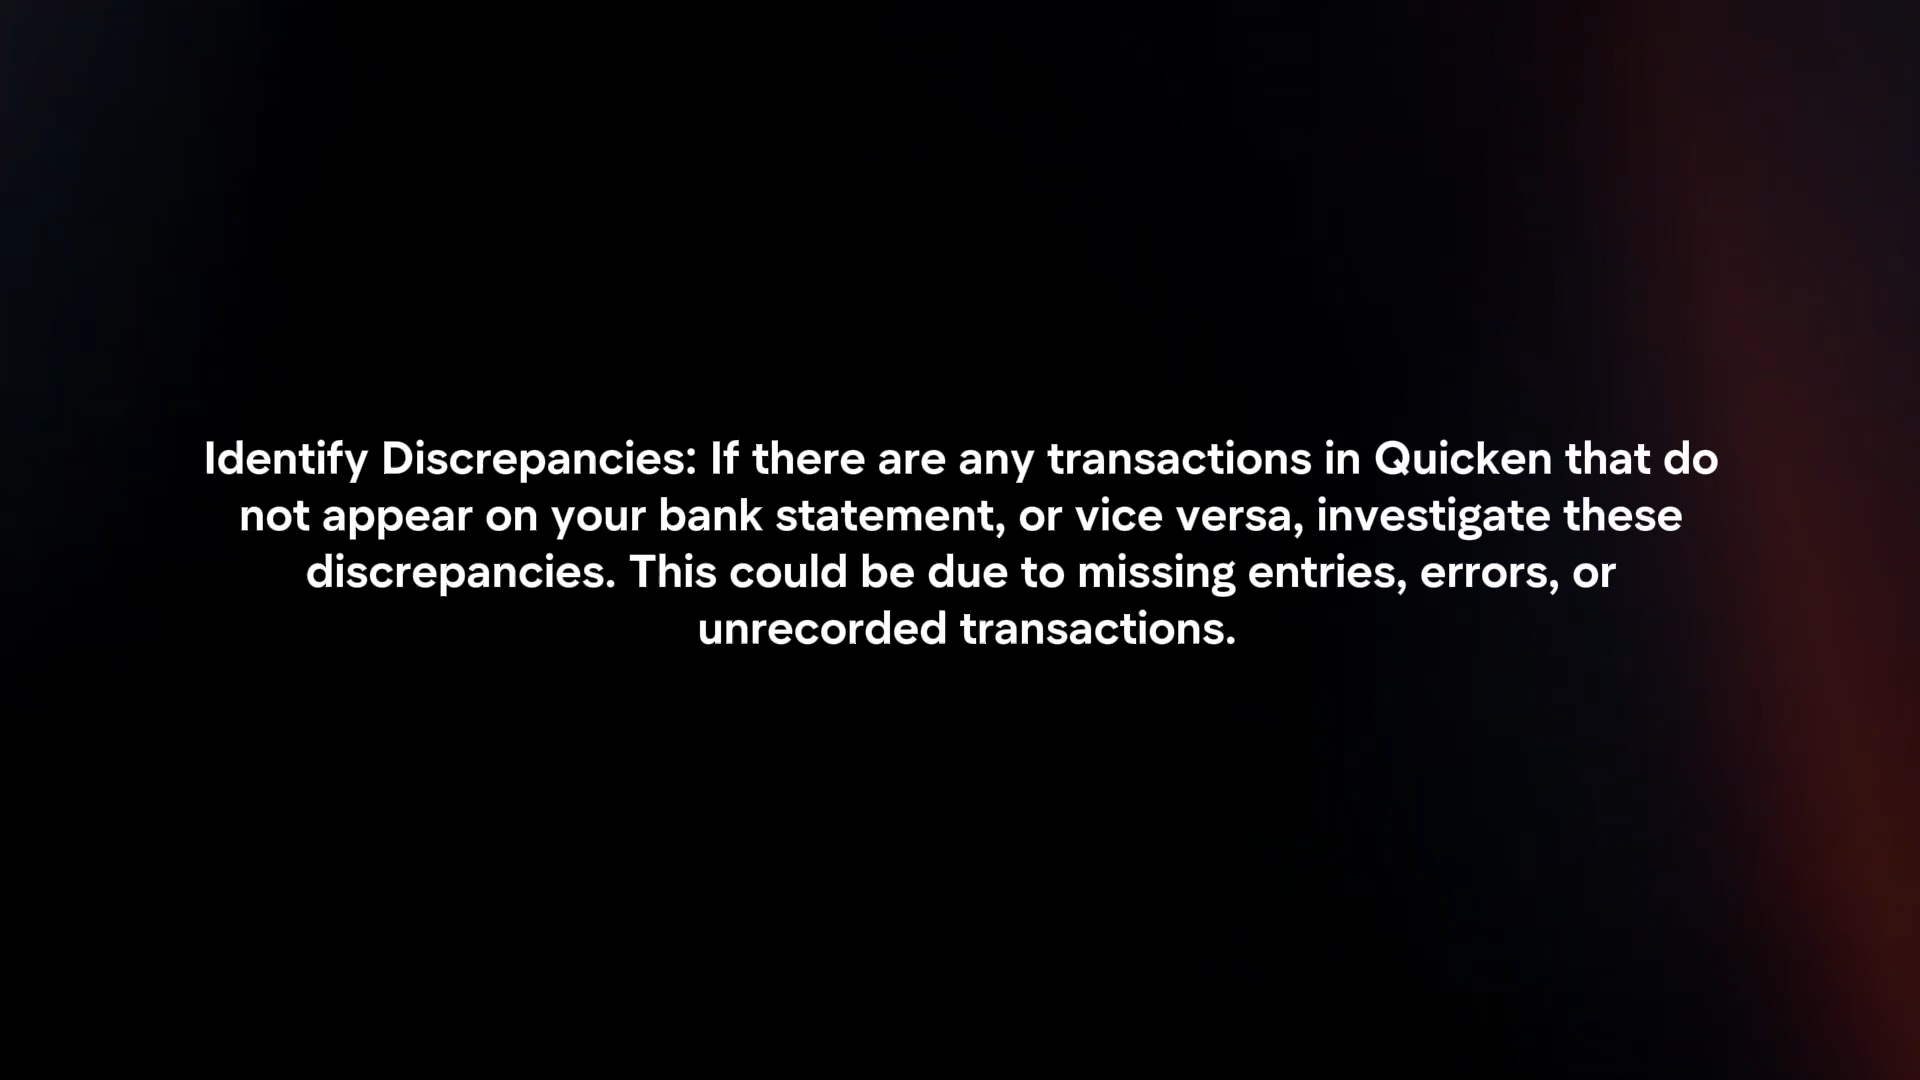 Identify Discrepancies: If there are any transactions in Quicken that do
not appear on your bank statement, or vice versa, investigate these
discrepancies. This could be due to missing entries, errors, or
unrecorded transactions.